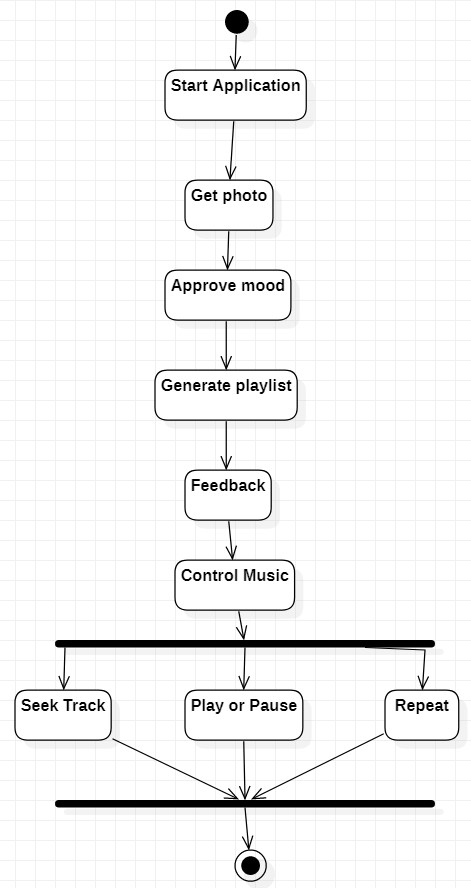 Start Application
Get photo
Approve mood
Generate playlist
Feedback
Control Music
Seek Track
Play or Pause
Repeat